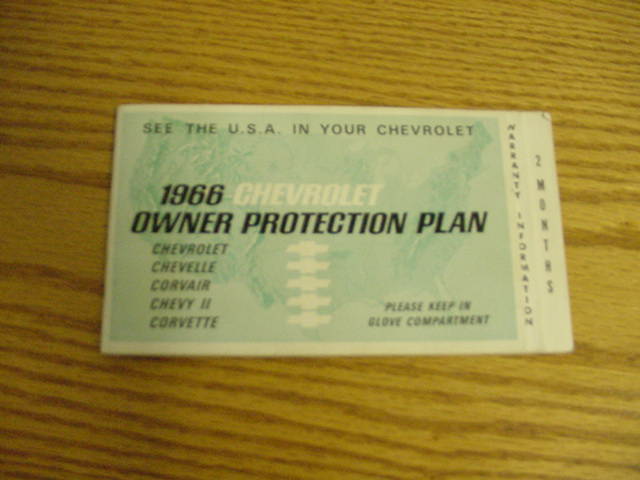 SEE THE U.S.A. IN YOUR CHEVROLET
1966 CHEVROLET
OWNER PROTECTION PLAN
CHEVROLET
CHEVELLE
CORVAIR
CHEVY II
CORVETTE
PLEASE KEEP IN
GLOVE COMPARTMENT
WARRANTY INFORMATION
2 MONTHS